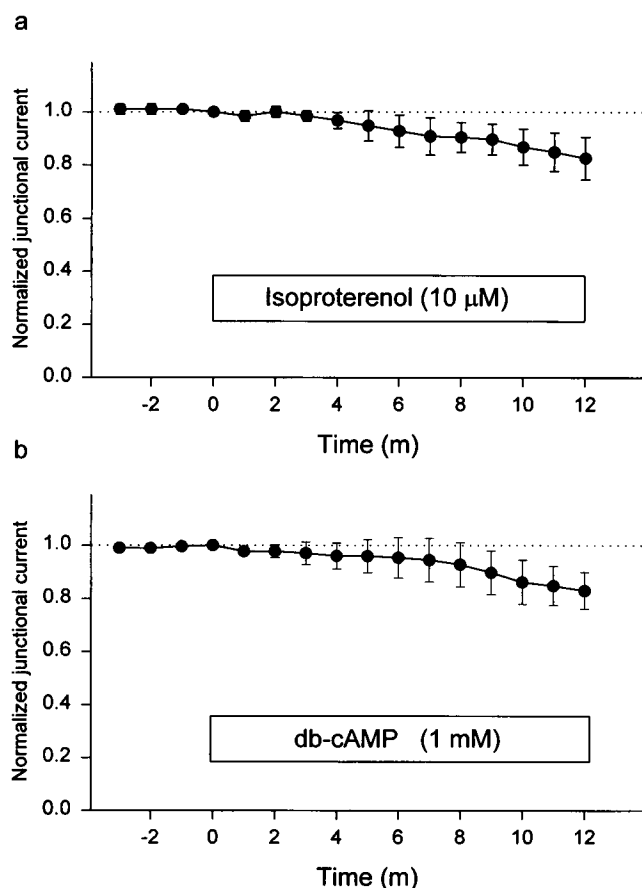 a
Normalized junctional current
1.0
0.8
0.6
0.4
0.2
0.0
Isoproterenol (10 μM)
-2 0 2 4 6 8 10 12
Time (m)
b
Normalized junctional current
1.0
0.8
0.6
0.4
0.2
0.0
db-cAMP (1 mM)
-2 0 2 4 6 8 10 12
Time (m)